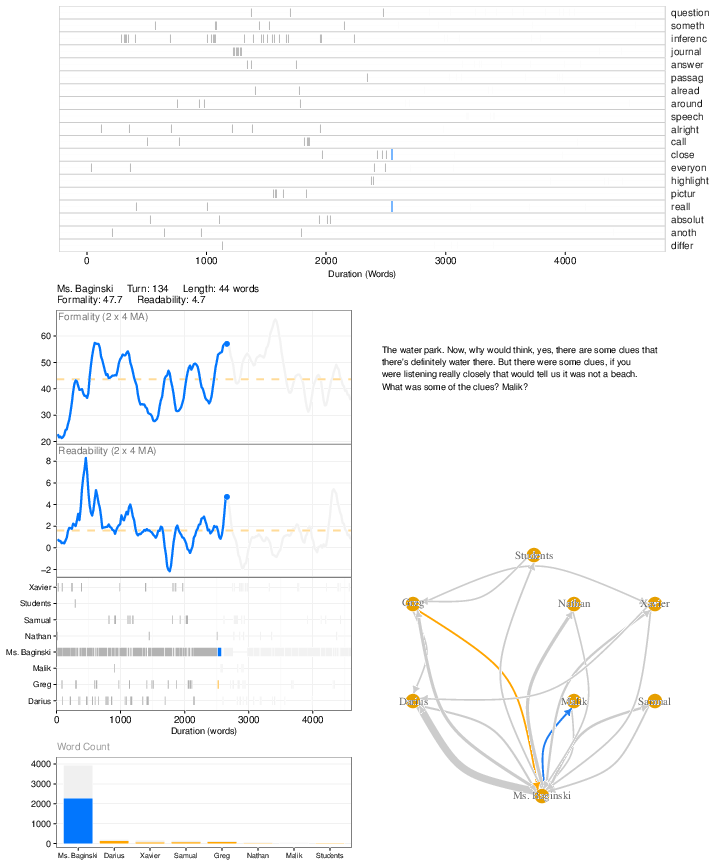 question
someth
inferenc
journal
answer
passag
alread
around
speech
alright
call
close
everyon
highlight
pictur
reall
absolut
anoth
differ
0 1000 2000 3000 4000
Duration (Words)
Ms. Baginski Turn: 134 Length: 44 words
Formality: 47.7 Readability: 4.7
Formality (2 x 4 MA)
60
50
40
30
20
Readability (2 x 4 MA)
8
6
4
2
0
−2
Xavier
Students
Samual
Nathan
Ms. Baginski
Malik
Greg
Darius
0 1000 2000 3000 4000
Duration (words)
Word Count
4000
3000
2000
1000
0
Ms. Baginski Darius Xavier Samual Greg Nathan Malik Students
The water park. Now, why would think, yes, there are some clues that
there's definitely water there. But there were some clues, if you
were listening really closely that would tell us it was not a beach.
What was some of the clues? Malik?
Students
Greg Nathan Xavier
Darius Malik Samual
Ms. Baginski